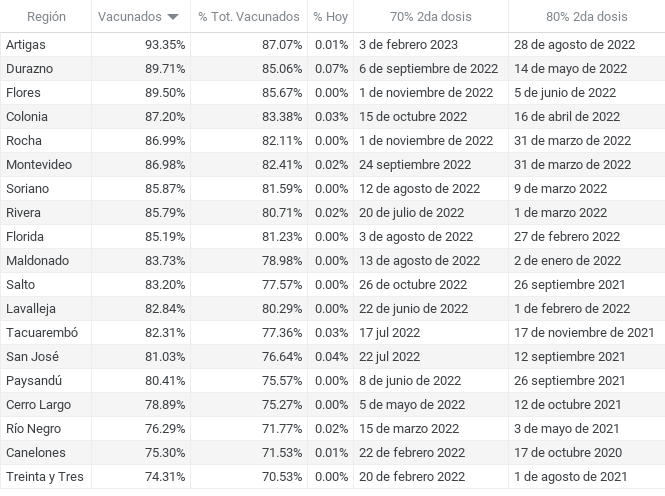 Región Vacunados % Tot. Vacunados % Hoy 70% 2da dosis 80% 2da dosis
Artigas 93.35% 87.07% 0.01% 3 de febrero 2023 28 de agosto de 2022
Durazno 89.71% 85.06% 0.07% 6 de septiembre de 2022 14 de mayo de 2022
Flores 89.50% 85.67% 0.00% 1 de noviembre de 2022 5 de junio de 2022
Colonia 87.20% 83.38% 0.03% 15 de octubre 2022 16 de abril de 2022
Rocha 86.99% 82.11% 0.00% 1 de noviembre de 2022 31 de marzo de 2022
Montevideo 86.98% 82.41% 0.02% 24 septiembre 2022 31 de marzo de 2022
Soriano 85.87% 81.59% 0.00% 12 de agosto de 2022 9 de marzo 2022
Rivera 85.79% 80.71% 0.02% 20 de julio de 2022 1 de marzo 2022
Florida 85.19% 81.23% 0.00% 3 de agosto de 2022 27 de febrero 2022
Maldonado 83.73% 78.98% 0.00% 13 de agosto de 2022 2 de enero de 2022
Salto 83.20% 77.57% 0.00% 26 de octubre de 2022 26 septiembre 2021
Lavalleja 82.84% 80.29% 0.00% 22 de junio de 2022 1 de febrero de 2022
Tacuarembó 82.31% 77.36% 0.03% 17 jul 2022 17 de noviembre de 2021
San José 81.03% 76.64% 0.04% 22 jul 2022 12 septiembre 2021
Paysandú 80.41% 75.57% 0.00% 8 de junio de 2022 26 septiembre 2021
Cerro Largo 78.89% 75.27% 0.00% 5 de mayo de 2022 12 de octubre 2021
Río Negro 76.29% 71.77% 0.02% 15 de marzo 2022 3 de mayo de 2021
Canelones 75.30% 71.53% 0.01% 22 de febrero 2022 17 de octubre 2020
Treinta y Tres 74.31% 70.53% 0.00% 20 de febrero 2022 1 de agosto de 2021